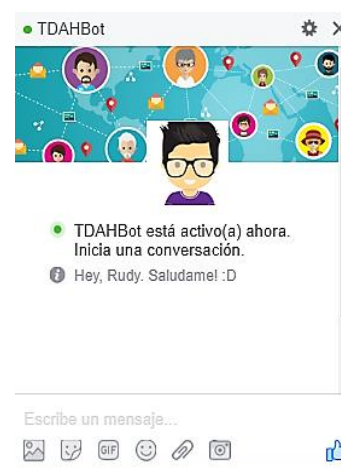 TDAHBot
TDAHBot está activo(a) ahora.
Inicia una conversación.
Hey, Rudy. Saludame! :D
Escribe un mensaje...
GIF